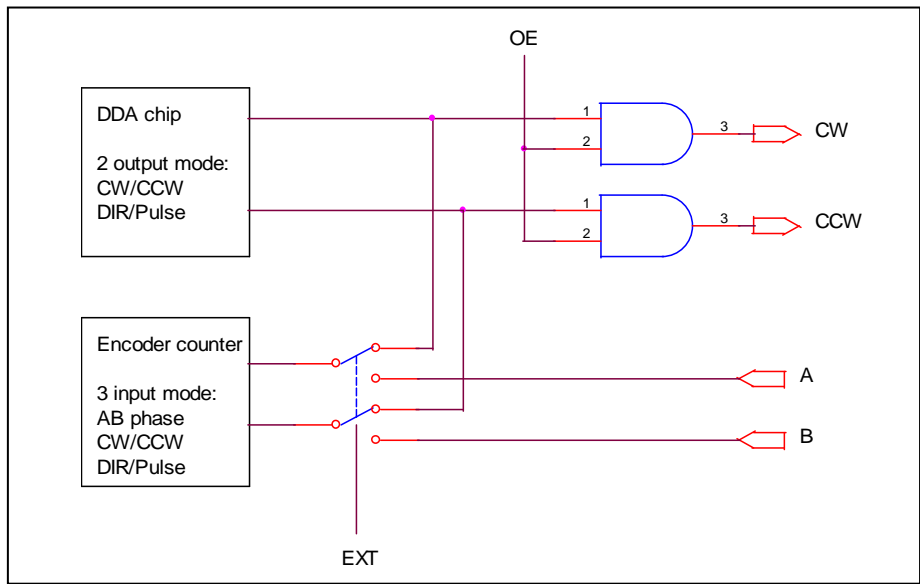 OE
DDA chip
2 output mode:
CW/CCW
DIR/Pulse
1
2
3
CW
1
2
3
CCW
Encoder counter
3 input mode:
AB phase
CW/CCW
DIR/Pulse
A
B
EXT